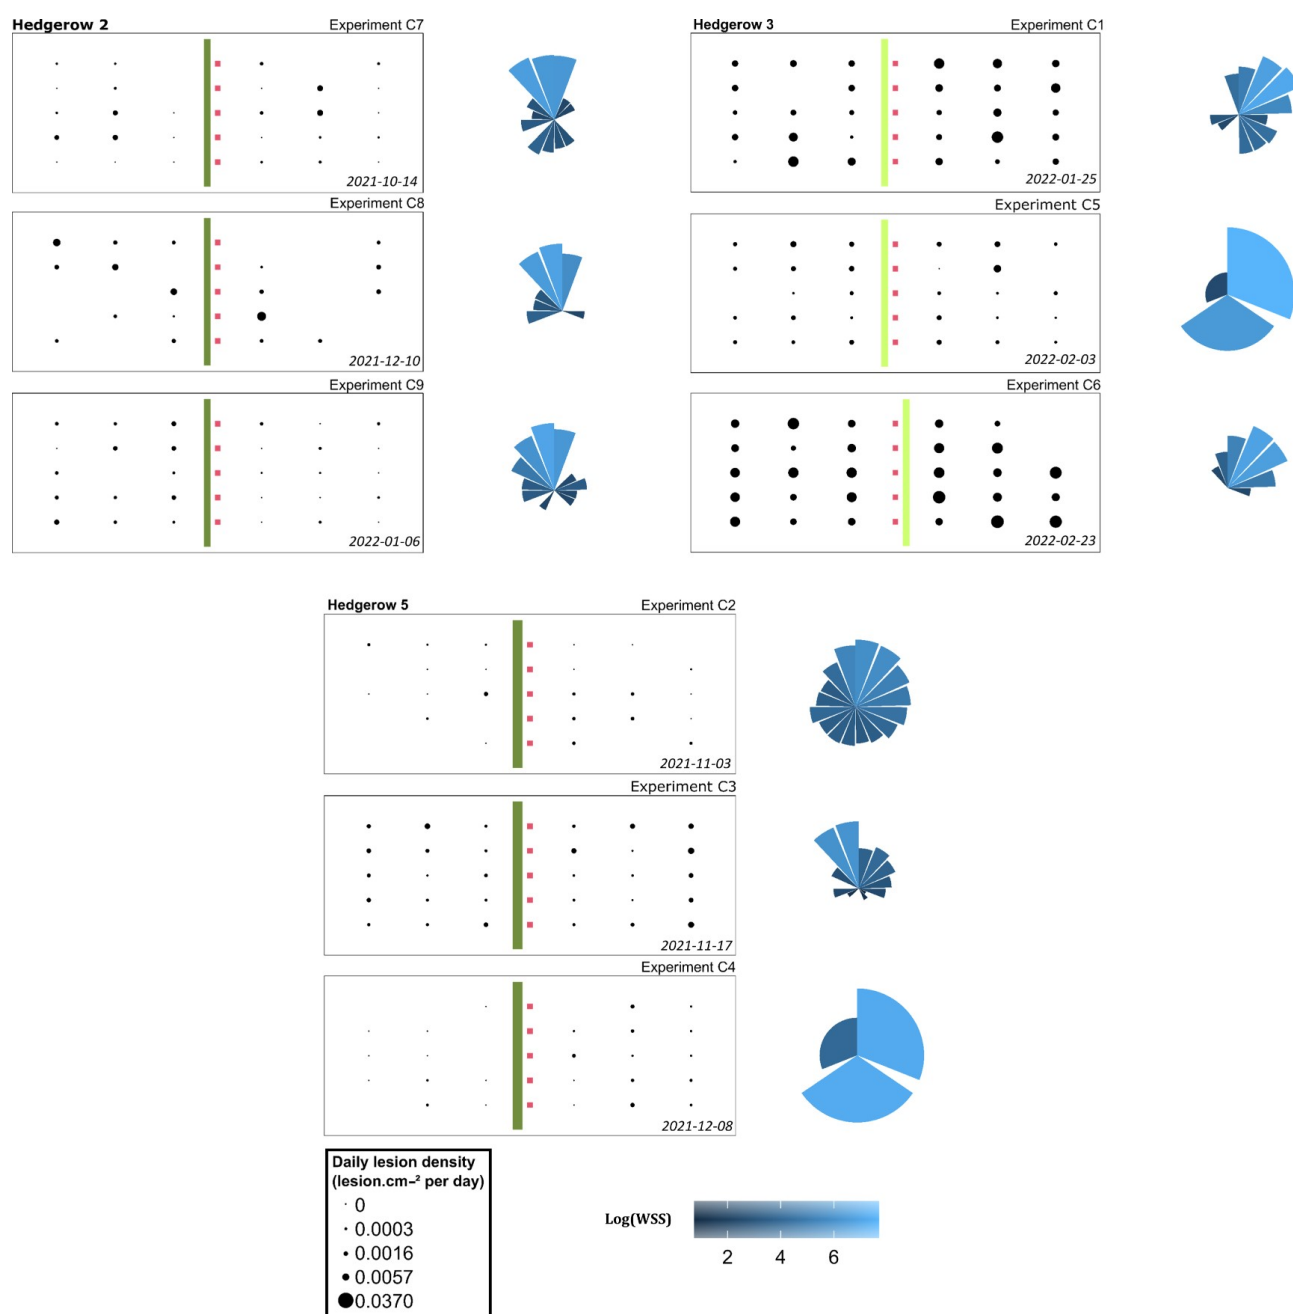 Hedgerow 2
Experiment C7
2021-10-14
Experiment C8
2021-12-10
Experiment C9
2022-01-06
Hedgerow 3
Experiment C1
2022-01-25
Experiment C5
2022-02-03
Experiment C6
2022-02-23
Hedgerow 5
Experiment C2
2021-11-03
Experiment C3
2021-11-17
Experiment C4
2021-12-08
Daily lesion density
(lesion.cm−² per day)
0
0.0003
0.0016
0.0057
0.0370
Log(WSS)
2 4 6